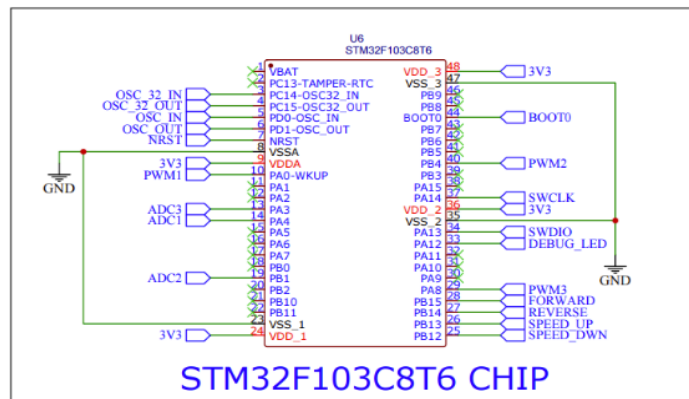 U6
STM32F103C8T6
1 VBAT
2 PC13-TAMPER-RTC
OSC_32_IN 3 PC14-OSC32_IN
OSC_32_OUT 4 PC15-OSC32_OUT
OSC_IN 5 PD0-OSC_IN
OSC_OUT 6 PD1-OSC_OUT
NRST 7 NRST
8 VSSA
3V3 9 VDDA
PWM1 10 PA0-WKUP
11 PA1
12 PA2
ADC3 13 PA3
ADC1 14 PA4
15 PA5
16 PA6
17 PA7
18 PB0
ADC2 19 PB1
20 PB2
21 PB10
22 PB11
23 VSS_1
3V3 24 VDD_1
GND
VDD_3 48 3V3
VSS_3 47
PB9 46
PB8 45
BOOT0 44 BOOT0
PB7 43
PB6 42
PB5 41
PB4 40 PWM2
PB3 39
PA15 38
PA14 37 SWCLK
VDD_2 36 3V3
VSS_2 35
PA13 34 SWDIO
PA12 33 DEBUG_LED
PA11 32
PA10 31
PA9 30
PA8 29 PWM3
PB15 28 FORWARD
PB14 27 REVERSE
PB13 26 SPEED_UP
PB12 25 SPEED_DWN
GND
STM32F103C8T6 CHIP